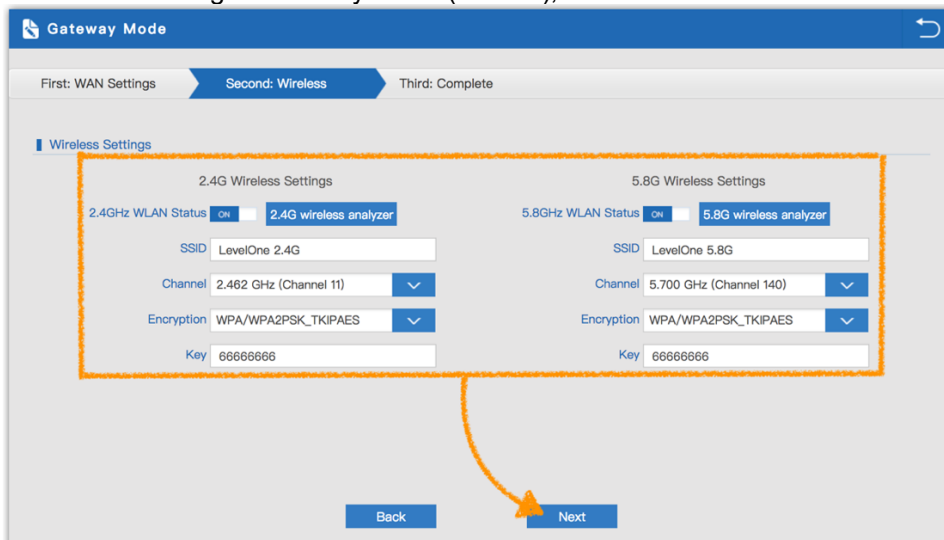 Gateway Mode
First: WAN Settings Second: Wireless Third: Complete
Wireless Settings
2.4G Wireless Settings 5.8G Wireless Settings
2.4GHz WLAN Status ON 2.4G wireless analyzer 5.8GHz WLAN Status ON 5.8G wireless analyzer
SSID LevelOne 2.4G SSID LevelOne 5.8G
Channel 2.462 GHz (Channel 11) Channel 5.700 GHz (Channel 140)
Encryption WPA/WPA2PSK_TKIPAES Encryption WPA/WPA2PSK_TKIPAES
Key 66666666 Key 66666666
Back Next